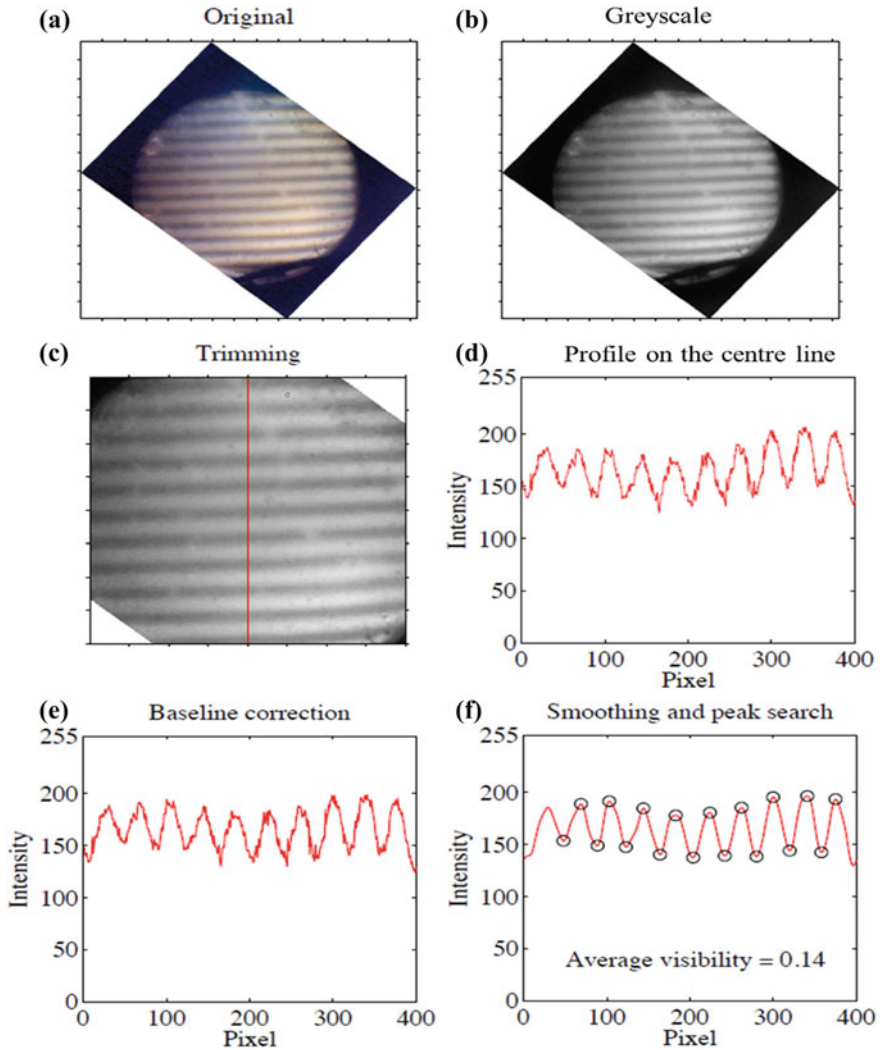 (a) Original
(b) Greyscale
(c) Trimming
(d) Profile on the centre line
255
200
150
100
50
0
Intensity
0 100 200 300 400
Pixel
(e) Baseline correction
255
200
150
100
50
0
Intensity
0 100 200 300 400
Pixel
(f) Smoothing and peak search
255
200
150
100
50
0
Intensity
Average visibility = 0.14
0 100 200 300 400
Pixel